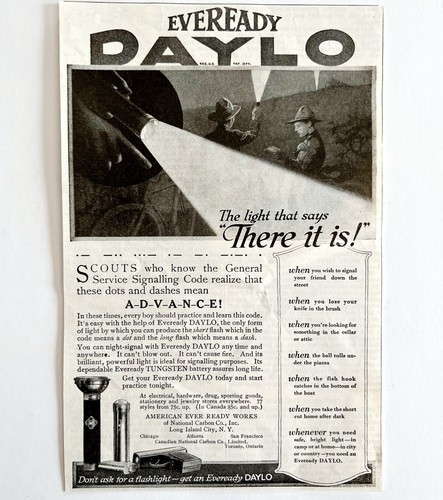 EVEREADY
DAYLO
REG. U.S. PAT. OFF.
The light that says
"There it is!"
SCOUTS who know the General
Service Signalling Code realize that
these dots and dashes mean
A-D-V-A-N-C-E!
In these times, every boy should practice and learn this code.
It's easy with the help of Eveready DAYLO, the only form
of light by which you can produce the short flash which in the
code means a dot and the long flash which means a dash.
You can night-signal with Eveready DAYLO any time and
anywhere. It can't blow out. It can't cause fire. And its
brilliant, powerful light is ideal for signalling purposes. Its
dependable Eveready TUNGSTEN battery assures long life.
Get your Eveready DAYLO today and start
practice tonight.
At electrical, hardware, drug, sporting goods,
stationery and jewelry stores everywhere. 77
styles from 75c. up. (In Canada 85c. and up.)
AMERICAN EVER READY WORKS
of National Carbon Co., Inc.
Long Island City, N. Y.
Chicago Atlanta San Francisco
Canadian National Carbon Co., Limited,
Toronto, Ontario
when you wish to signal
your friend down the
street
when you lose your
knife in the brush
when you're looking for
something in the cellar
or attic
when the ball rolls un-
der the piazza
when the fish hook
catches in the bottom of
the boat
when you take the short
cut home after dark
whenever you need
safe, bright light—in
camp or at home—in city
or country—you need an
Eveready DAYLO.
Don't ask for a flashlight—get an Eveready DAYLO